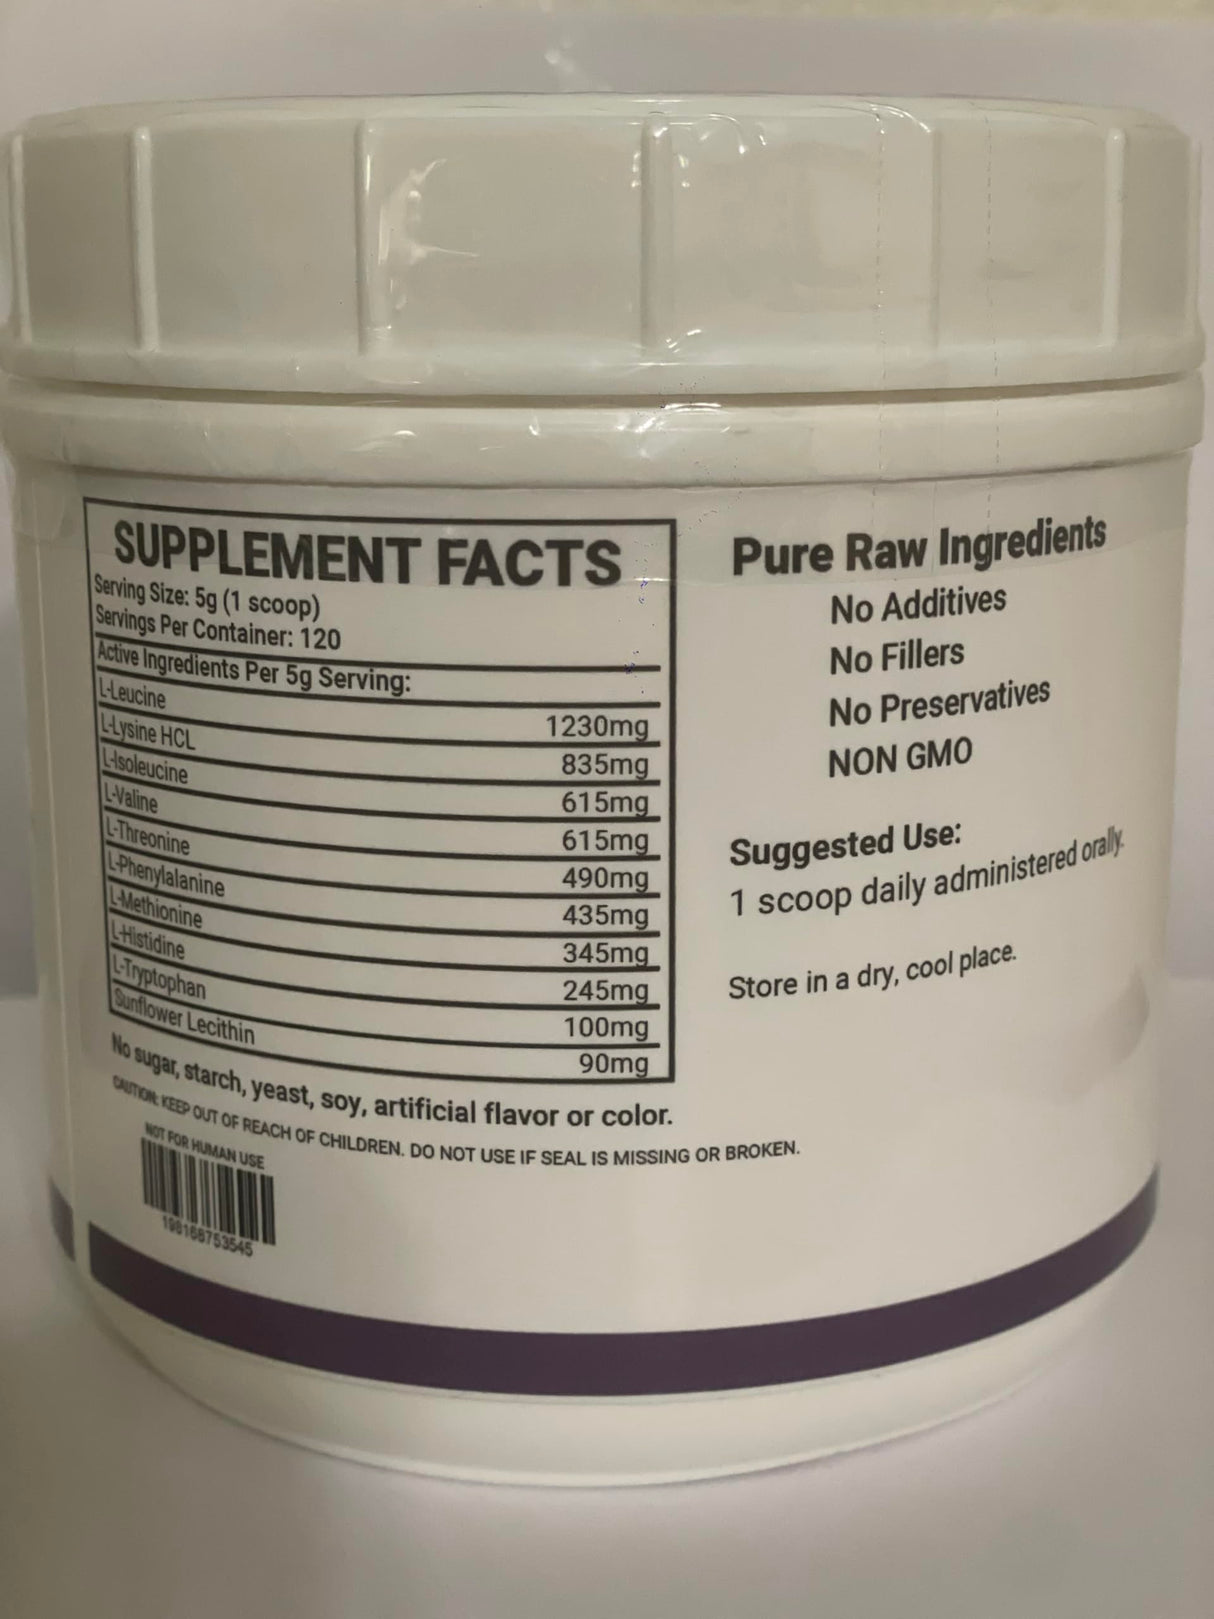 SUPPLEMENT FACTS
Serving Size: 5g (1 scoop)
Servings Per Container: 120
Active Ingredients Per 5g Serving:
L-Leucine 1230mg
L-Lysine HCL 835mg
L-Isoleucine 615mg
L-Valine 615mg
L-Threonine 490mg
L-Phenylalanine 435mg
L-Methionine 345mg
L-Histidine 245mg
L-Tryptophan 100mg
Sunflower Lecithin 90mg
No sugar, starch, yeast, soy, artificial flavor or color.
CAUTION: KEEP OUT OF REACH OF CHILDREN. DO NOT USE IF SEAL IS MISSING OR BROKEN.
NOT FOR HUMAN USE
198168753545
Pure Raw Ingredients
No Additives
No Fillers
No Preservatives
NON GMO
Suggested Use:
1 scoop daily administered orally.
Store in a dry, cool place.